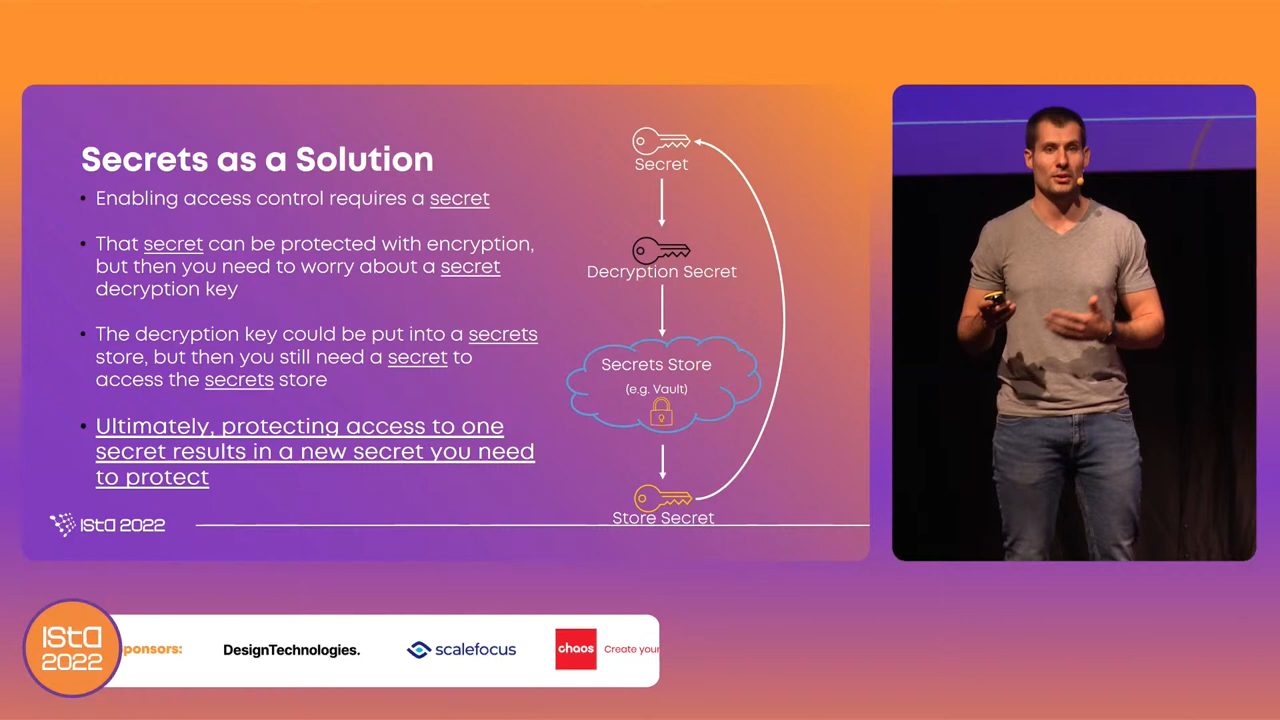 Secrets as a Solution
• Enabling access control requires a secret
• That secret can be protected with encryption,
but then you need to worry about a secret
decryption key
• The decryption key could be put into a secrets
store, but then you still need a secret to
access the secrets store
• Ultimately, protecting access to one
secret results in a new secret you need
to protect
Secret
Decryption Secret
Secrets Store
(e.g. Vault)
Store Secret
ISTA 2022
ISTA
2022
ponsors:
DesignTechnologies.
scalefocus
chaos
Create your